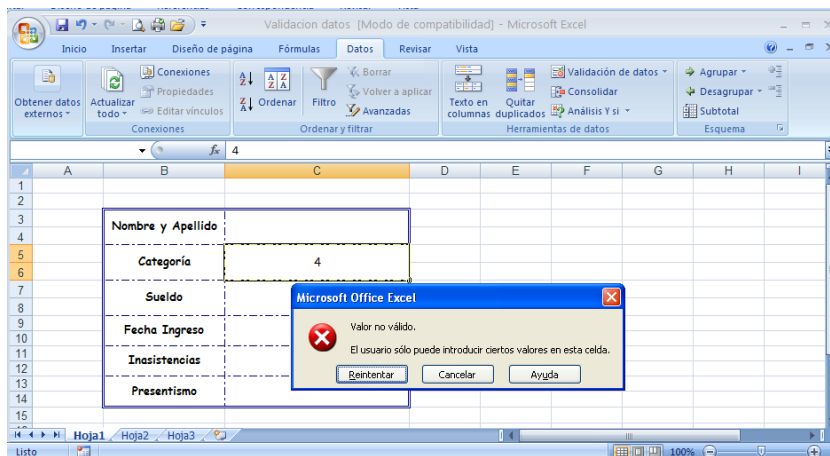 Validacion datos [Modo de compatibilidad] - Microsoft Excel
Inicio Insertar Diseño de página Fórmulas Datos Revisar Vista
Obtener datos externos
Actualizar todo
Conexiones
Propiedades
Editar vínculos
Conexiones
Ordenar
Filtro
Borrar
Volver a aplicar
Avanzadas
Ordenar y filtrar
Texto en columnas
Quitar duplicados
Validación de datos
Consolidar
Análisis Y si
Herramientas de datos
Agrupar
Desagrupar
Subtotal
Esquema
fx 4
A B C D E F G H I
1
2
3 Nombre y Apellido
4
5 Categoría 4
6
7 Sueldo
8
9 Fecha Ingreso
10
11 Inasistencias
12
13 Presentismo
14
15
Microsoft Office Excel
Valor no válido.
El usuario sólo puede introducir ciertos valores en esta celda.
Reintentar Cancelar Ayuda
Hoja1 Hoja2 Hoja3
Listo 100%